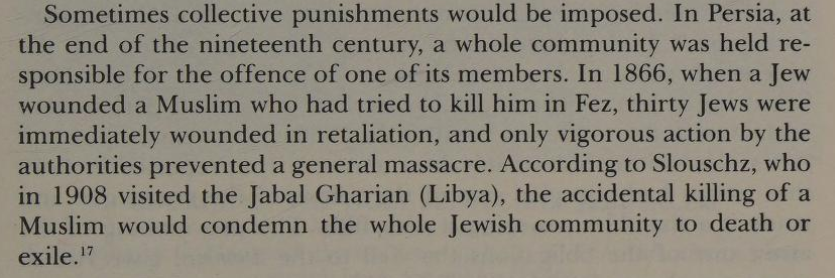 Sometimes collective punishments would be imposed. In Persia, at
the end of the nineteenth century, a whole community was held re-
sponsible for the offence of one of its members. In 1866, when a Jew
wounded a Muslim who had tried to kill him in Fez, thirty Jews were
immediately wounded in retaliation, and only vigorous action by the
authorities prevented a general massacre. According to Slouschz, who
in 1908 visited the Jabal Gharian (Libya), the accidental killing of a
Muslim would condemn the whole Jewish community to death or
exile.¹⁷